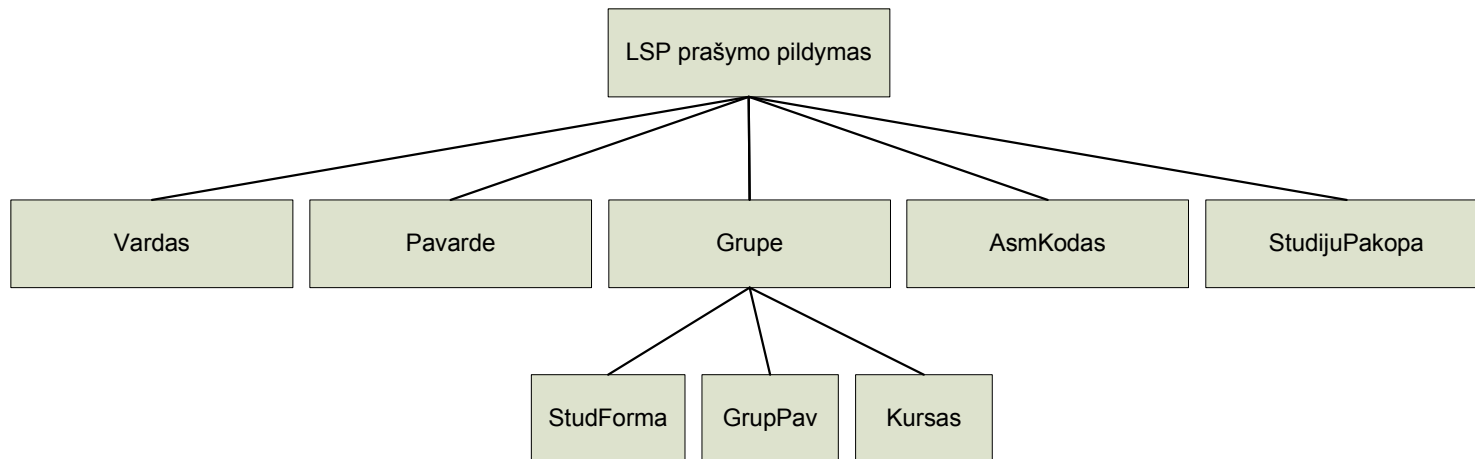 LSP prašymo pildymas
Vardas
Pavarde
Grupe
AsmKodas
StudijuPakopa
StudForma
GrupPav
Kursas